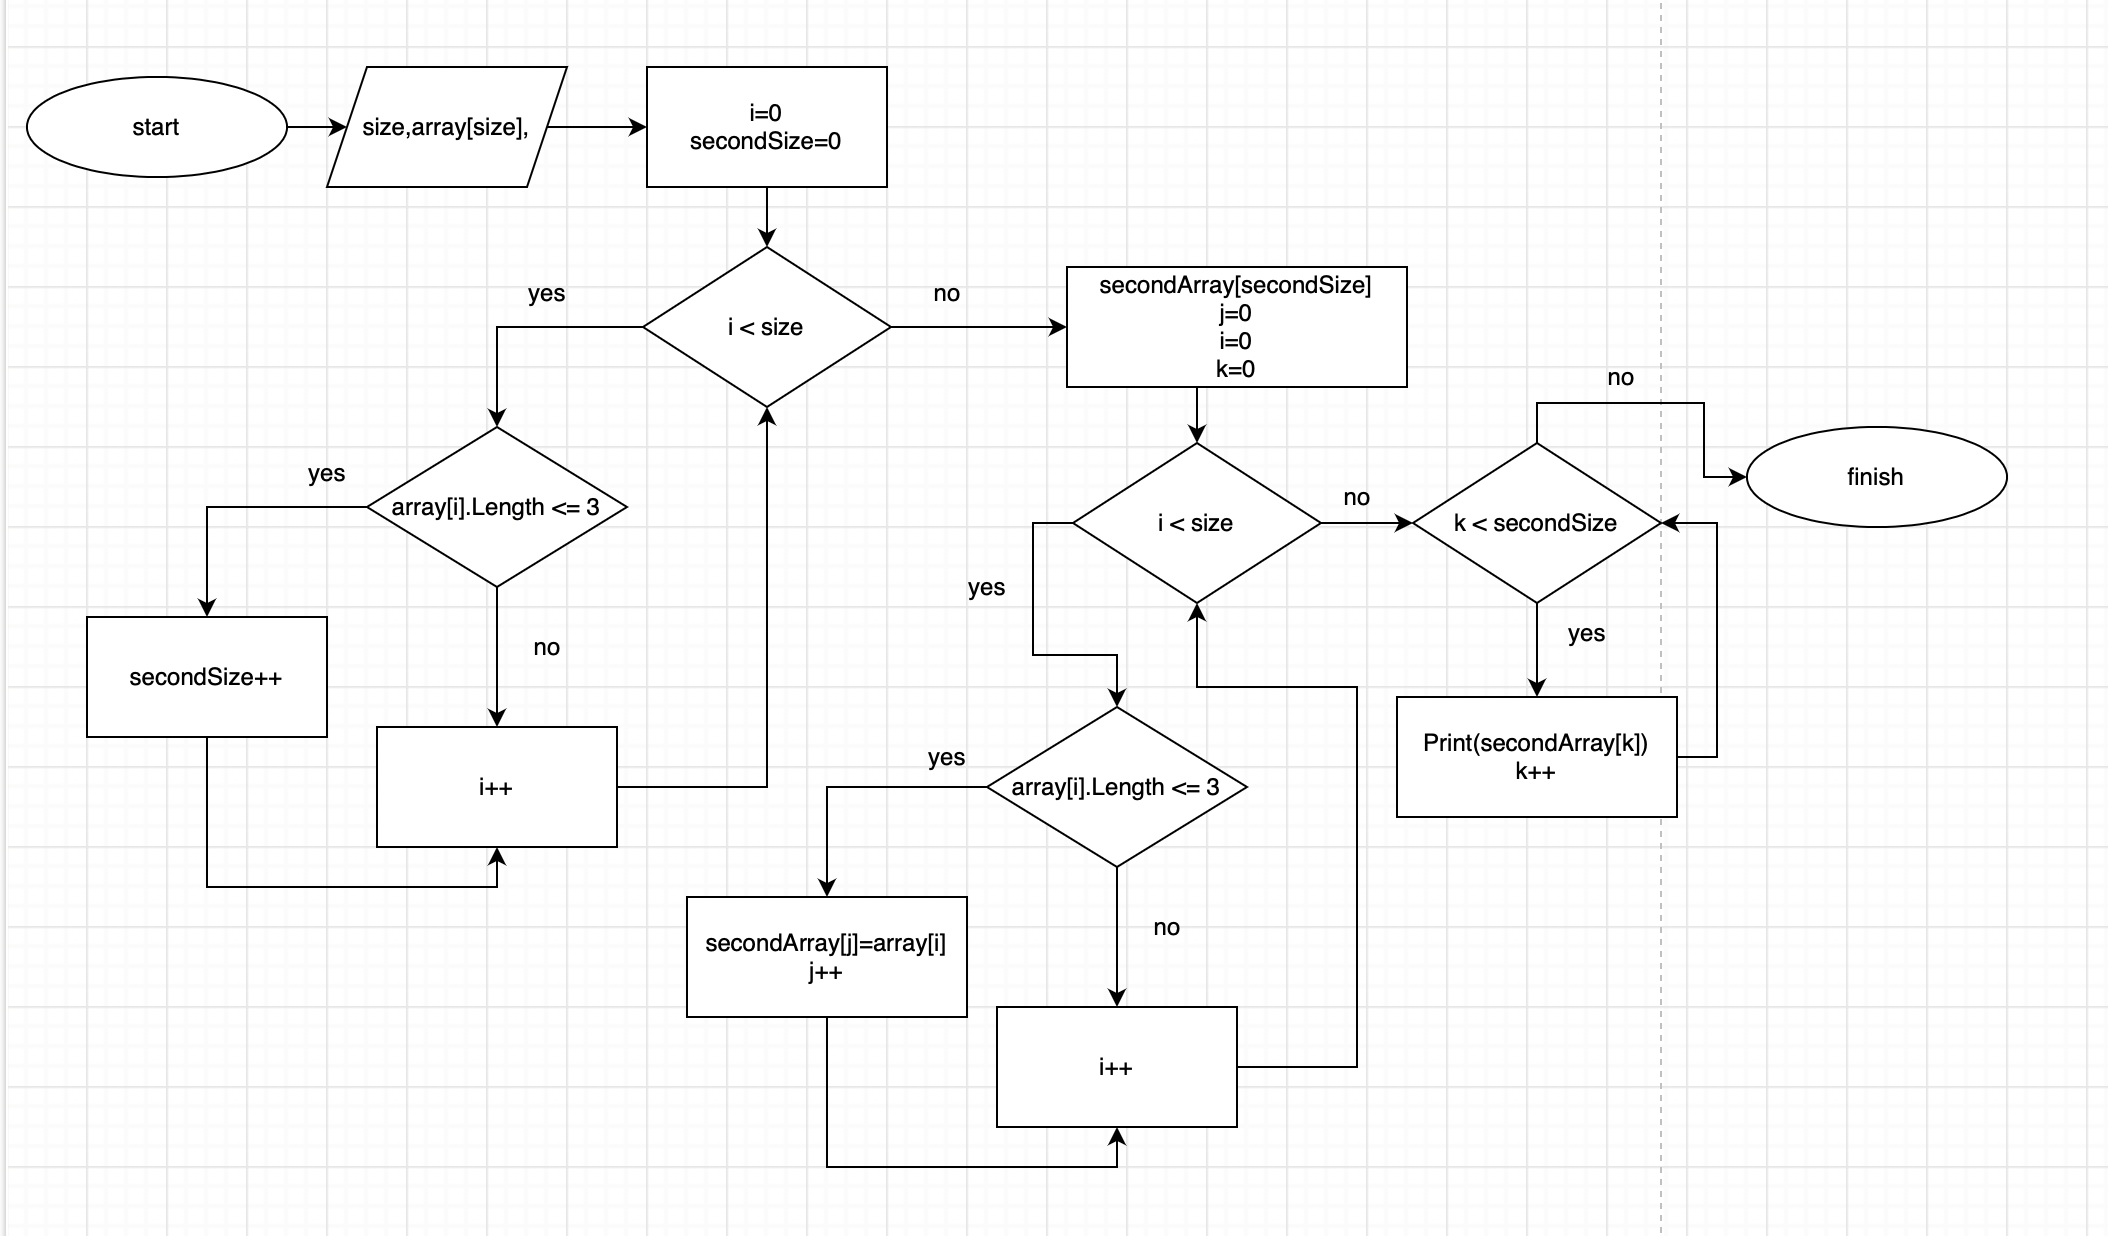 start
size,array[size],
i=0
secondSize=0
i < size
yes
no
secondArray[secondSize]
j=0
i=0
k=0
array[i].Length <= 3
yes
no
secondSize++
i++
i < size
no
yes
k < secondSize
no
finish
yes
Print(secondArray[k])
k++
array[i].Length <= 3
yes
no
secondArray[j]=array[i]
j++
i++